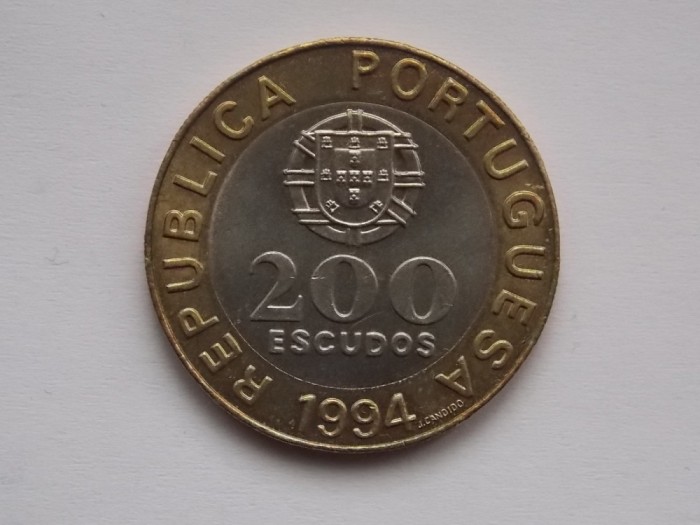 REPUBLICA PORTUGUESA
200
ESCUDOS
1994
J. CANDIDO